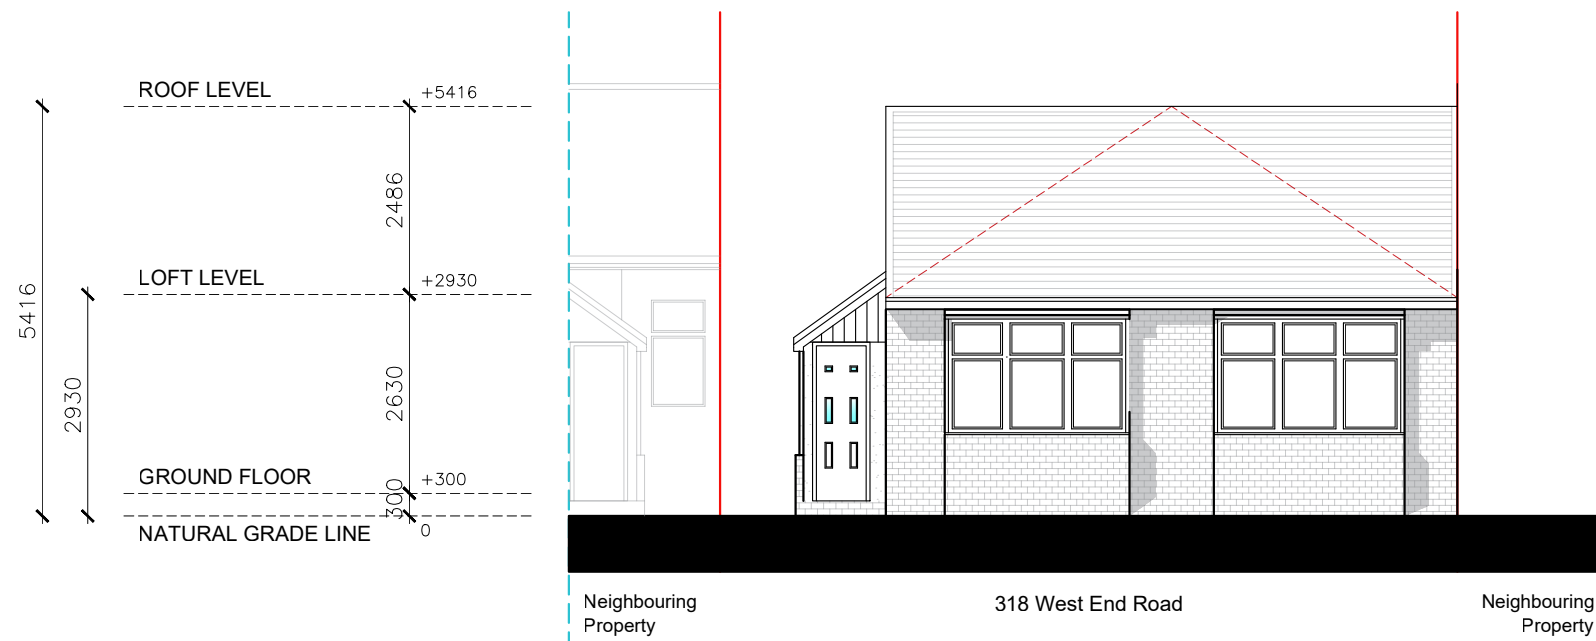 ROOF LEVEL
+5416
2486
LOFT LEVEL
+2930
5416
2930
2630
GROUND FLOOR
+300
300
NATURAL GRADE LINE
0
Neighbouring
Property
318 West End Road
Neighbouring
Property